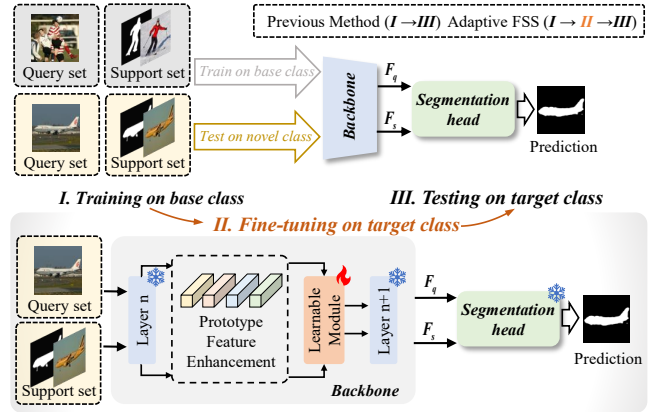 Previous Method (I →III) Adaptive FSS (I → II →III)
Query set
Support set
Train on base class
Query set
Support set
Test on novel class
Backbone
F_q
F_s
Segmentation
head
Prediction
I. Training on base class
III. Testing on target class
II. Fine-tuning on target class
Query set
Support set
Layer n
Prototype
Feature
Enhancement
Learnable
Module
Layer n+1
Backbone
F_q
F_s
Segmentation
head
Prediction